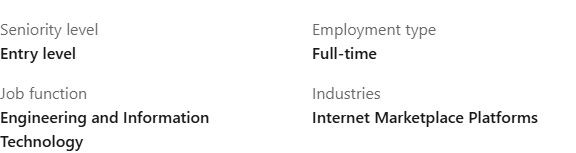 Seniority level
Entry level
Employment type
Full-time
Job function
Engineering and Information
Technology
Industries
Internet Marketplace Platforms